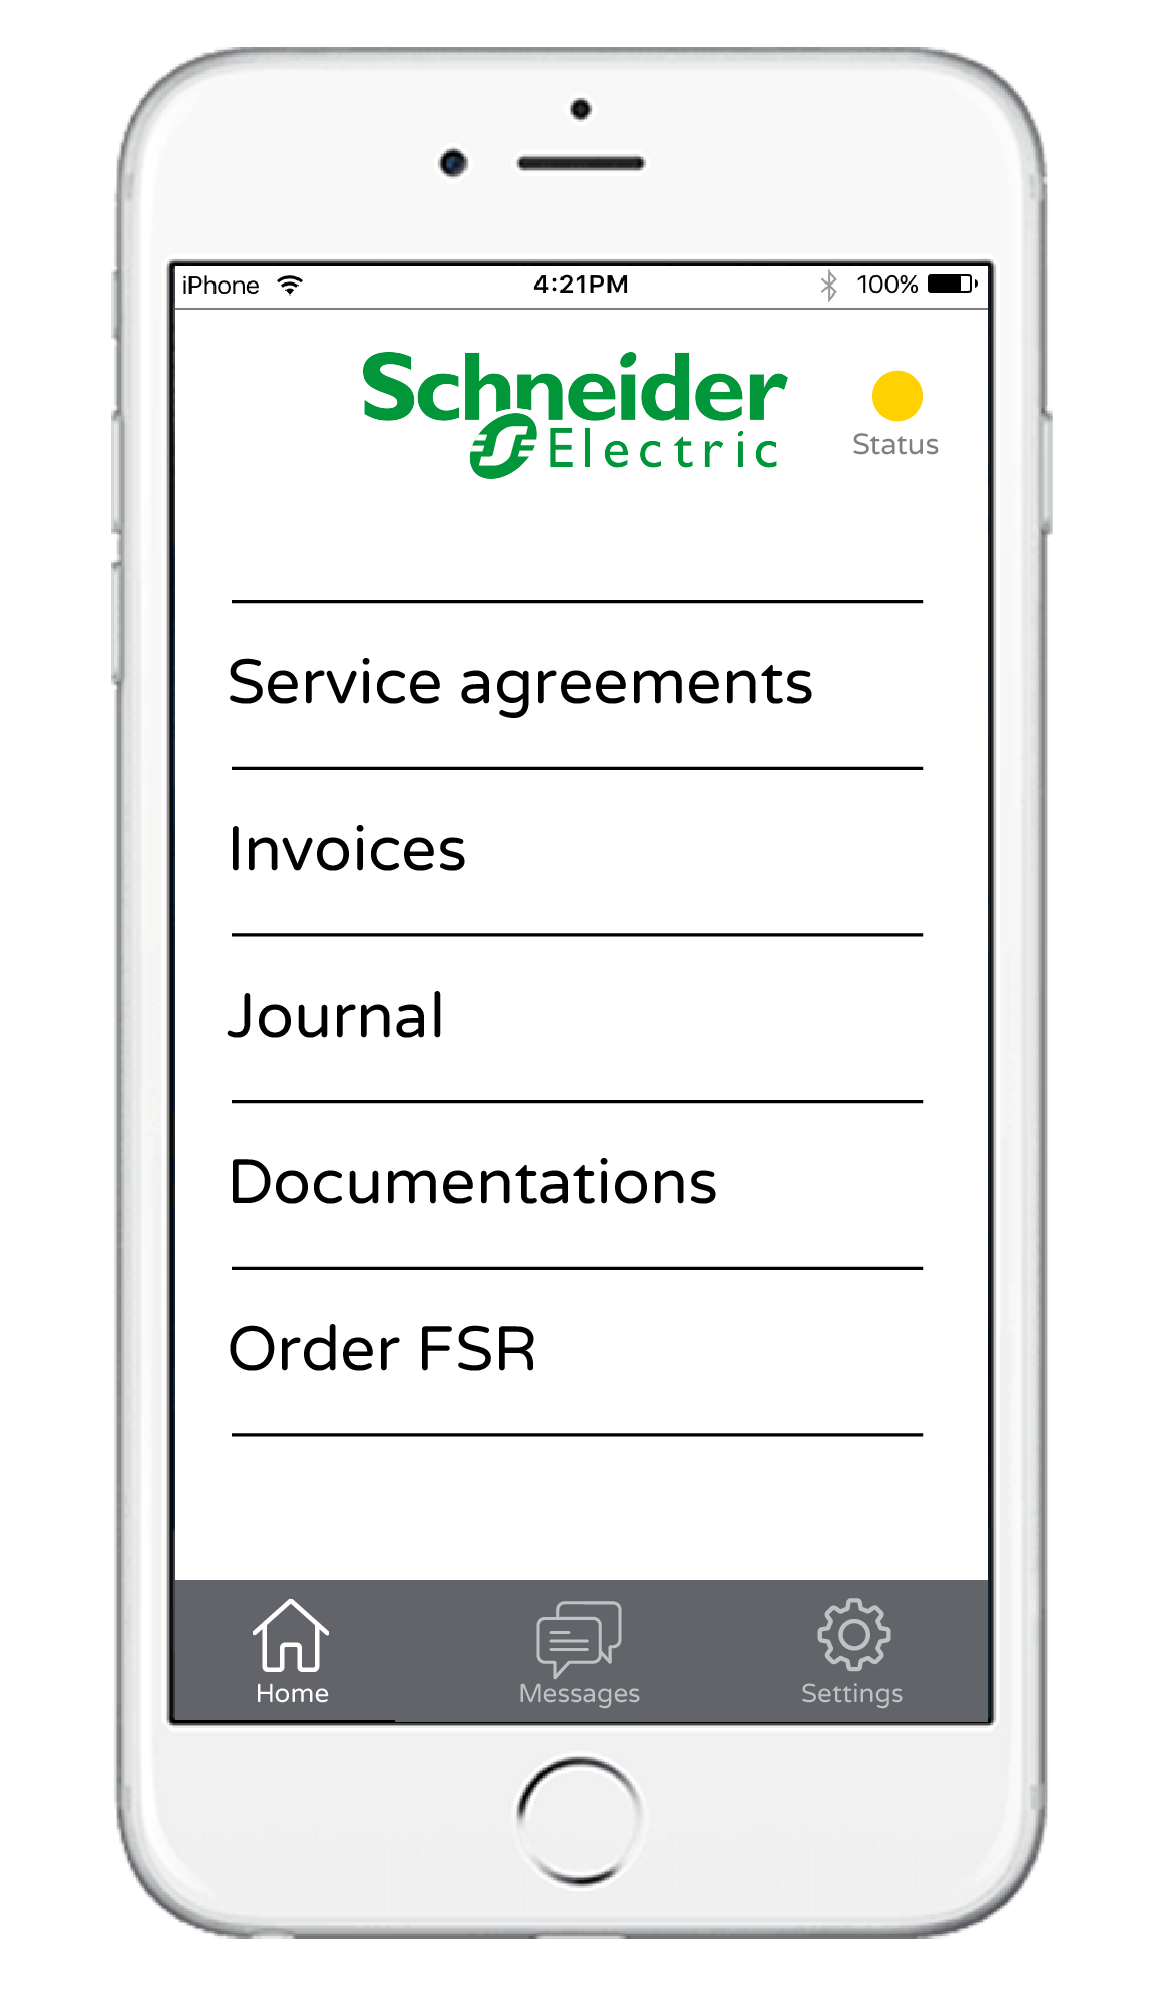 iPhone 4:21PM 100%
Schneider
Electric
Status
Service agreements
Invoices
Journal
Documentations
Order FSR
Home Messages Settings